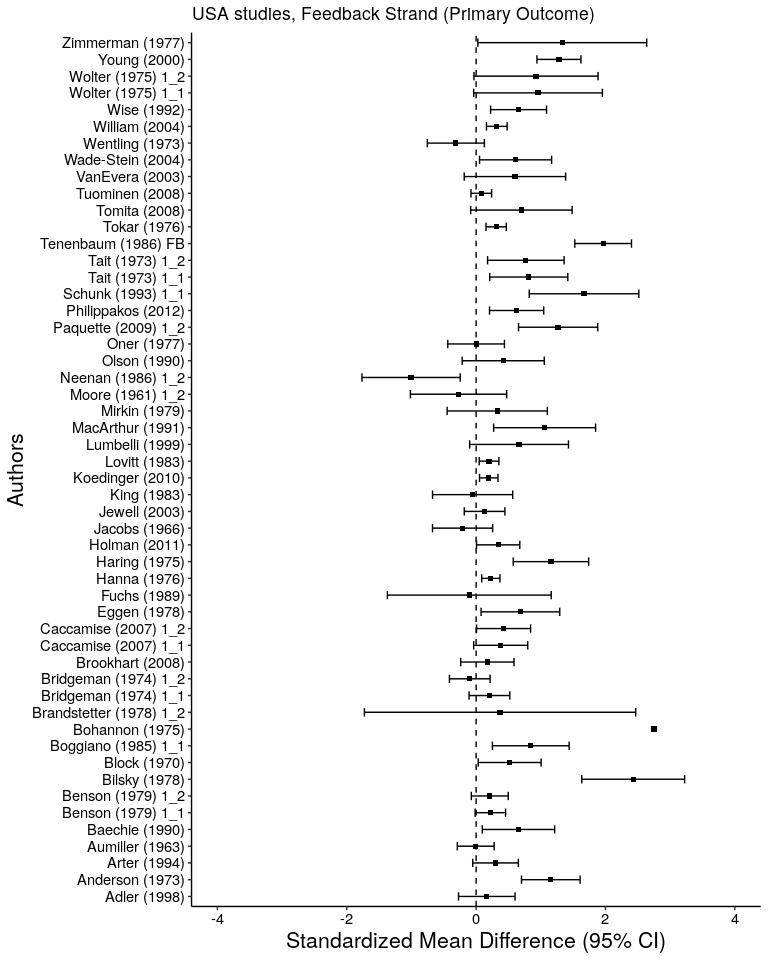 USA studies, Feedback Strand (Primary Outcome)
Zimmerman (1977)
Young (2000)
Wolter (1975) 1_2
Wolter (1975) 1_1
Wise (1992)
William (2004)
Wentling (1973)
Wade-Stein (2004)
VanEvera (2003)
Tuominen (2008)
Tomita (2008)
Tokar (1976)
Tenenbaum (1986) FB
Tait (1973) 1_2
Tait (1973) 1_1
Schunk (1993) 1_1
Philippakos (2012)
Paquette (2009) 1_2
Oner (1977)
Olson (1990)
Neenan (1986) 1_2
Moore (1961) 1_2
Mirkin (1979)
MacArthur (1991)
Lumbelli (1999)
Lovitt (1983)
Koedinger (2010)
King (1983)
Jewell (2003)
Jacobs (1966)
Holman (2011)
Haring (1975)
Hanna (1976)
Fuchs (1989)
Eggen (1978)
Caccamise (2007) 1_2
Caccamise (2007) 1_1
Brookhart (2008)
Bridgeman (1974) 1_2
Bridgeman (1974) 1_1
Brandstetter (1978) 1_2
Bohannon (1975)
Boggiano (1985) 1_1
Block (1970)
Bilsky (1978)
Benson (1979) 1_2
Benson (1979) 1_1
Baechie (1990)
Aumiller (1963)
Arter (1994)
Anderson (1973)
Adler (1998)
Authors
-4 -2 0 2 4
Standardized Mean Difference (95% CI)